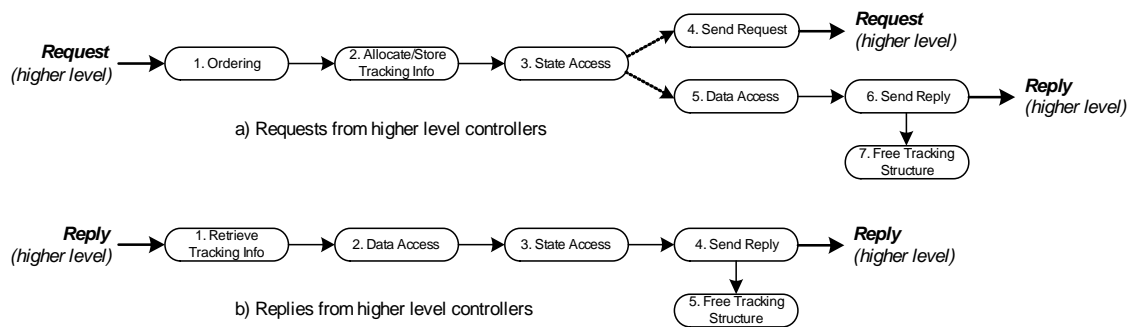 Request
(higher level)
1. Ordering
2. Allocate/Store
Tracking Info
3. State Access
4. Send Request
Request
(higher level)
5. Data Access
6. Send Reply
Reply
(higher level)
7. Free Tracking
Structure
a) Requests from higher level controllers
Reply
(higher level)
1. Retrieve
Tracking Info
2. Data Access
3. State Access
4. Send Reply
Reply
(higher level)
5. Free Tracking
Structure
b) Replies from higher level controllers